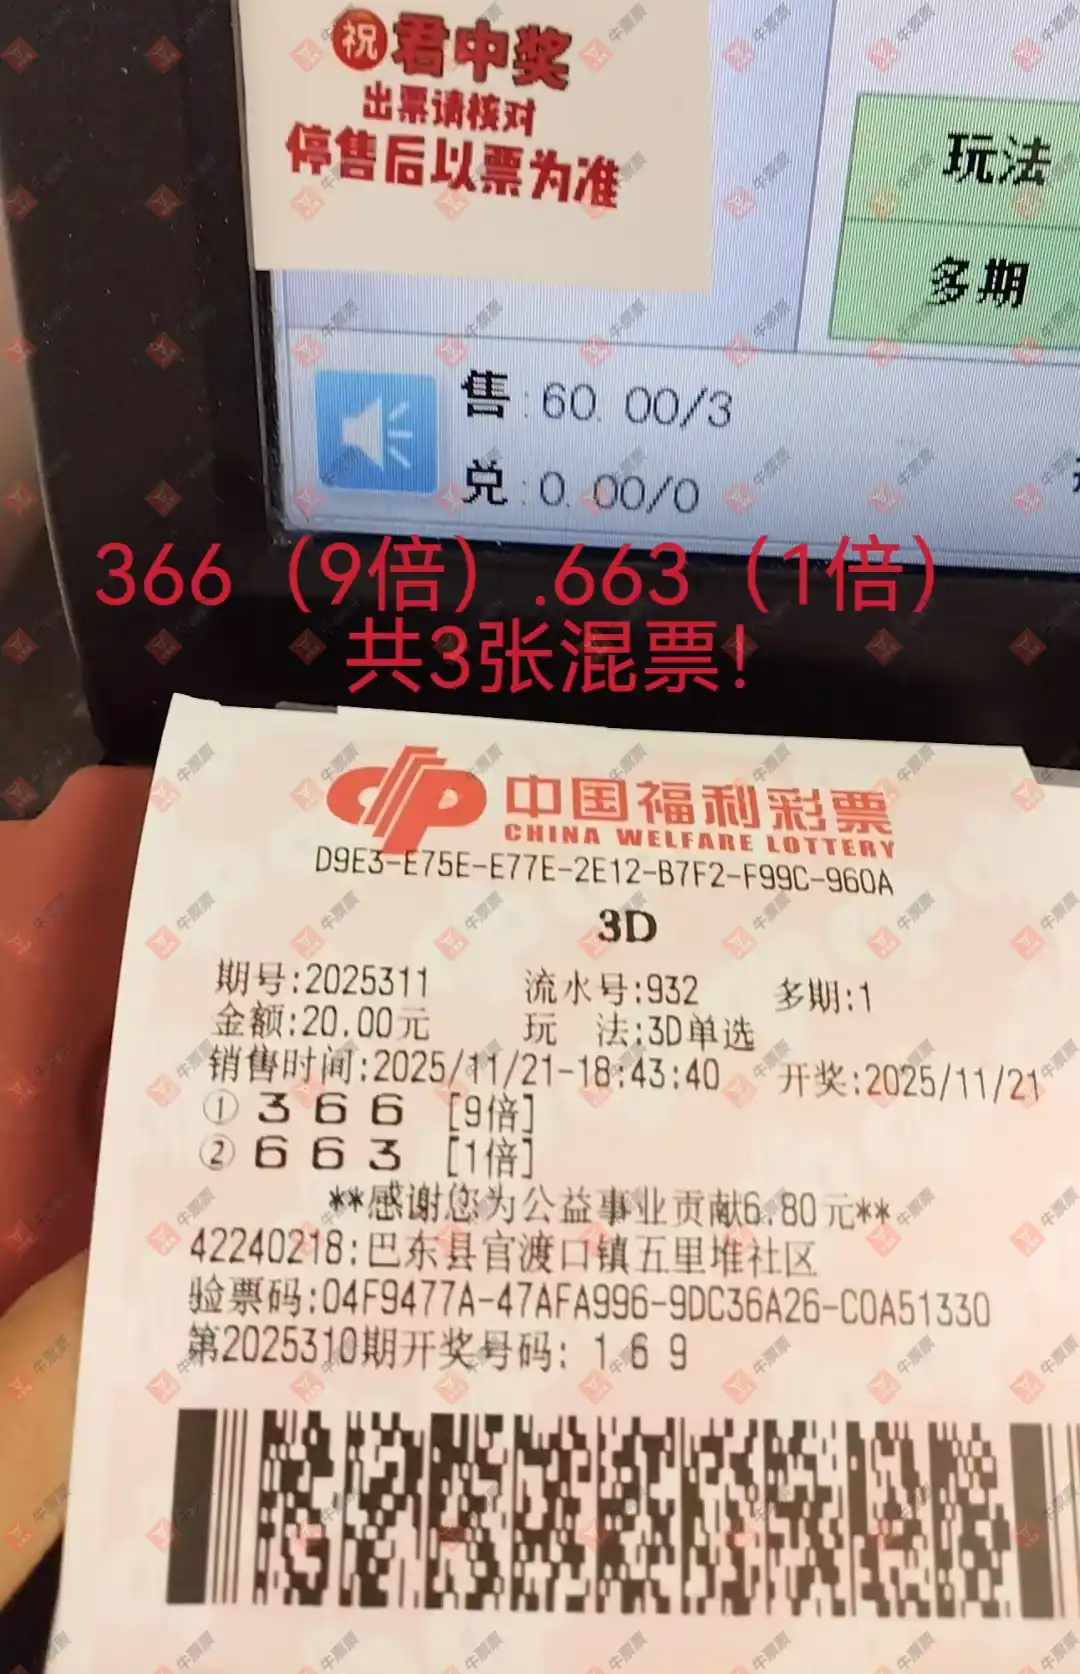 祝君中奖
出票请核对
停售后以票为准
玩法
多期
售:60.00/3
兑:0.00/0
366（9倍）.663（1倍）
共3张混票!
中国福利彩票
CHINA WELFARE LOTTERY
D9E3-E75E-E77E-2E12-B7F2-F99C-960A
3D
期号:2025311 流水号:932 多期:1
金额:20.00元 玩 法:3D单选
销售时间:2025/11/21-18:43:40 开奖:2025/11/21
① 3 6 6 [9倍]
② 6 6 3 [1倍]
**感谢您为公益事业贡献6.80元**
42240218:巴东县官渡口镇五里堆社区
验票码:04F9477A-47AFA996-9DC36A26-C0A51330
第2025310期开奖号码: 1 6 9
牛票票